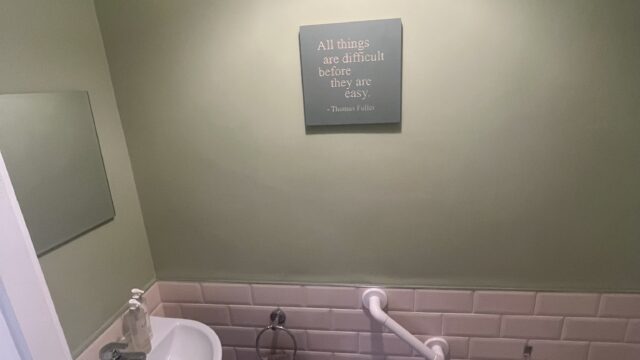 All things
are difficult
before
they are
easy.
- Thomas Fuller